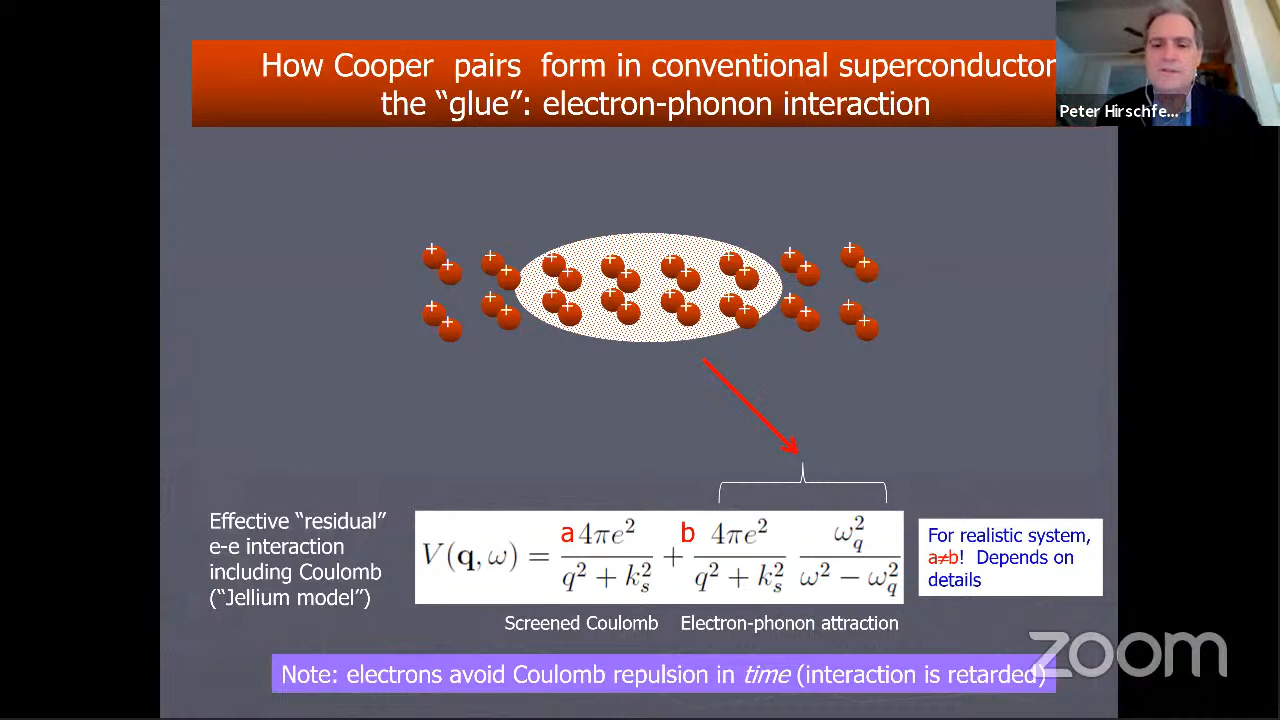 How Cooper pairs form in conventional superconductor
the “glue”: electron-phonon interaction
Peter Hirschfe...
+ + + + + + + +
+ + + + + + + +
+ + + + + + + +
+ + + + + + + +
Effective “residual”
e-e interaction
including Coulomb
(“Jellium model”)
V(q, ω) = a 4πe²/(q² + kₛ²) + b 4πe²/(q² + kₛ²) ω_q²/(ω² − ω_q²)
For realistic system,
a≠b! Depends on
details
Screened Coulomb
Electron-phonon attraction
Note: electrons avoid Coulomb repulsion in time (interaction is retarded)
zoom